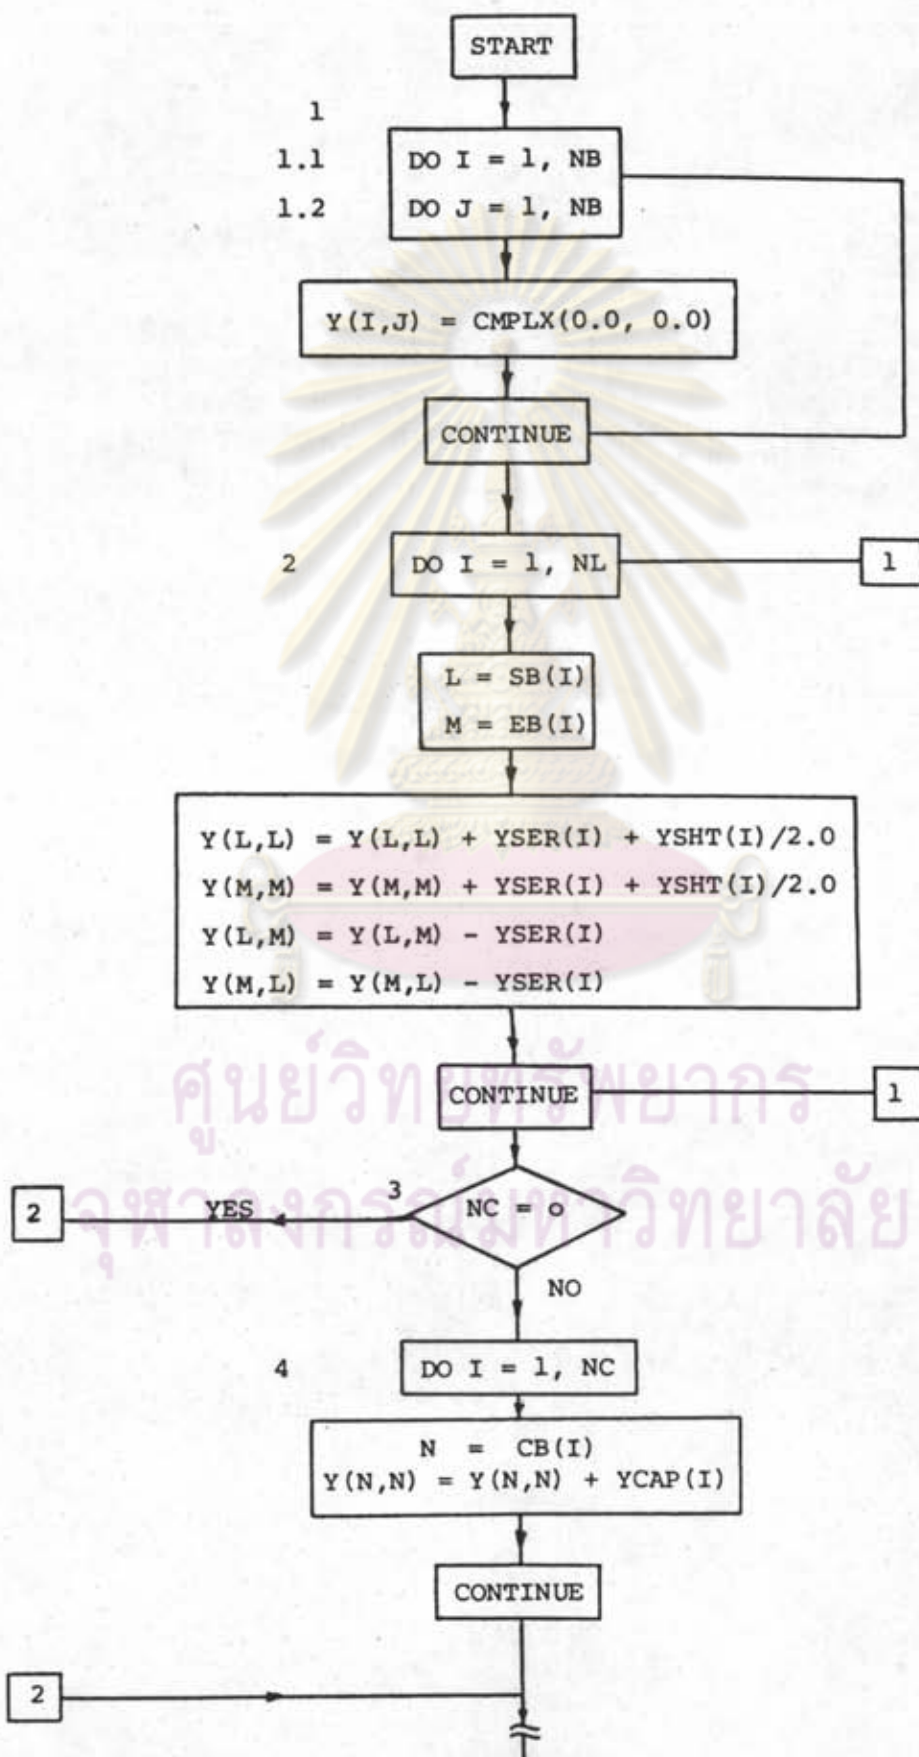 START
1
1.1 DO I = 1, NB
1.2 DO J = 1, NB
Y(I,J) = CMPLX(0.0, 0.0)
CONTINUE
2 DO I = 1, NL 1
L = SB(I)
M = EB(I)
Y(L,L) = Y(L,L) + YSER(I) + YSHT(I)/2.0
Y(M,M) = Y(M,M) + YSER(I) + YSHT(I)/2.0
Y(L,M) = Y(L,M) - YSER(I)
Y(M,L) = Y(M,L) - YSER(I)
ศูนย์วิทยทรัพยากร
CONTINUE 1
จุฬาลงกรณ์มหาวิทยาลัย
2 YES 3 NC = 0
NO
4 DO I = 1, NC
N = CB(I)
Y(N,N) = Y(N,N) + YCAP(I)
CONTINUE
2